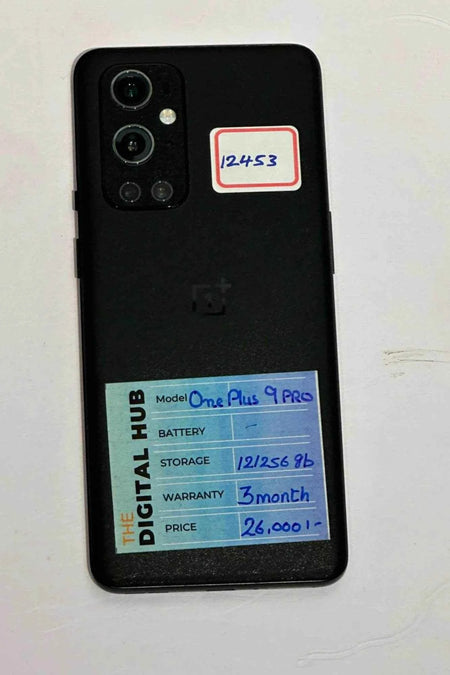 12453
THE
DIGITAL HUB
Model One Plus 9 PRO
BATTERY -
STORAGE 12/256 gb
WARRANTY 3 month
PRICE 26,000/-